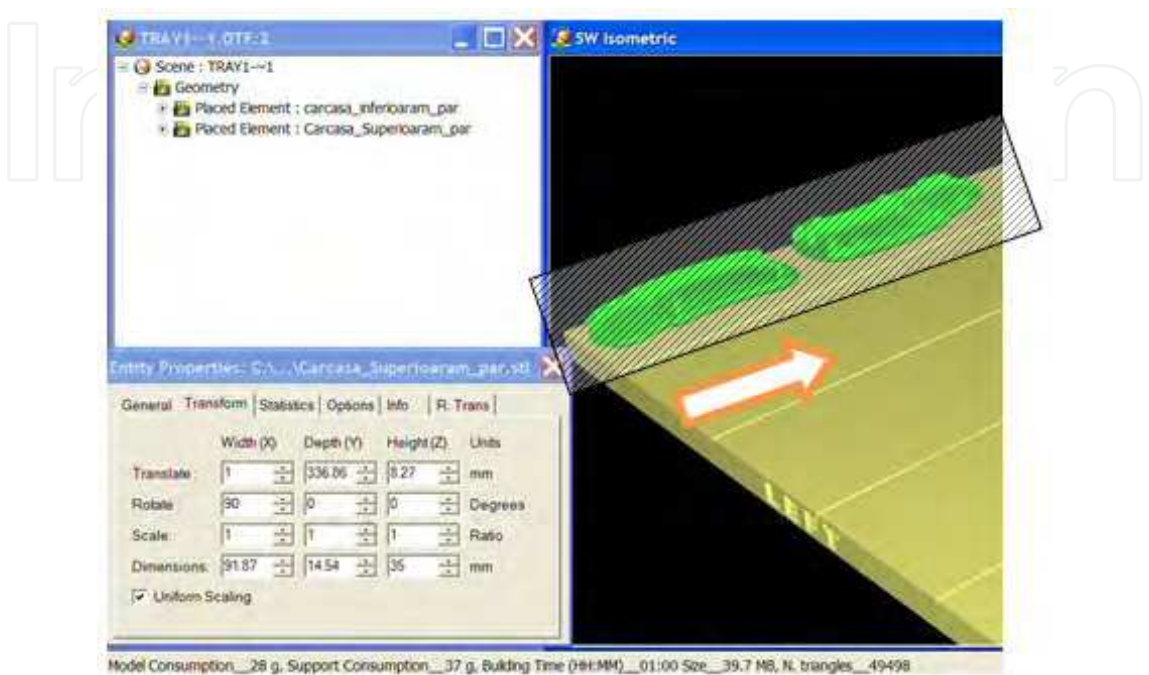 TRAY1~~1.OTF:1
SW Isometric
Scene : TRAY1~~1
Geometry
Placed Element : carcasa_inferioaram_par
Placed Element : Carcasa_Superioaram_par
Entity Properties: C:\...\Carcasa_Superioaram_par.stl
General Transform Statistics Options Info R. Trans
Width (X) Depth (Y) Height (Z) Units
Translate 1 336.86 8.27 mm
Rotate 90 0 0 Degrees
Scale: 1 1 1 Ratio
Dimensions: 91.87 14.54 35 mm
Uniform Scaling
LEFT
Model Consumption__28 g, Support Consumption__37 g, Building Time (HH:MM)__01:00 Size__39.7 MB, N. triangles__49498